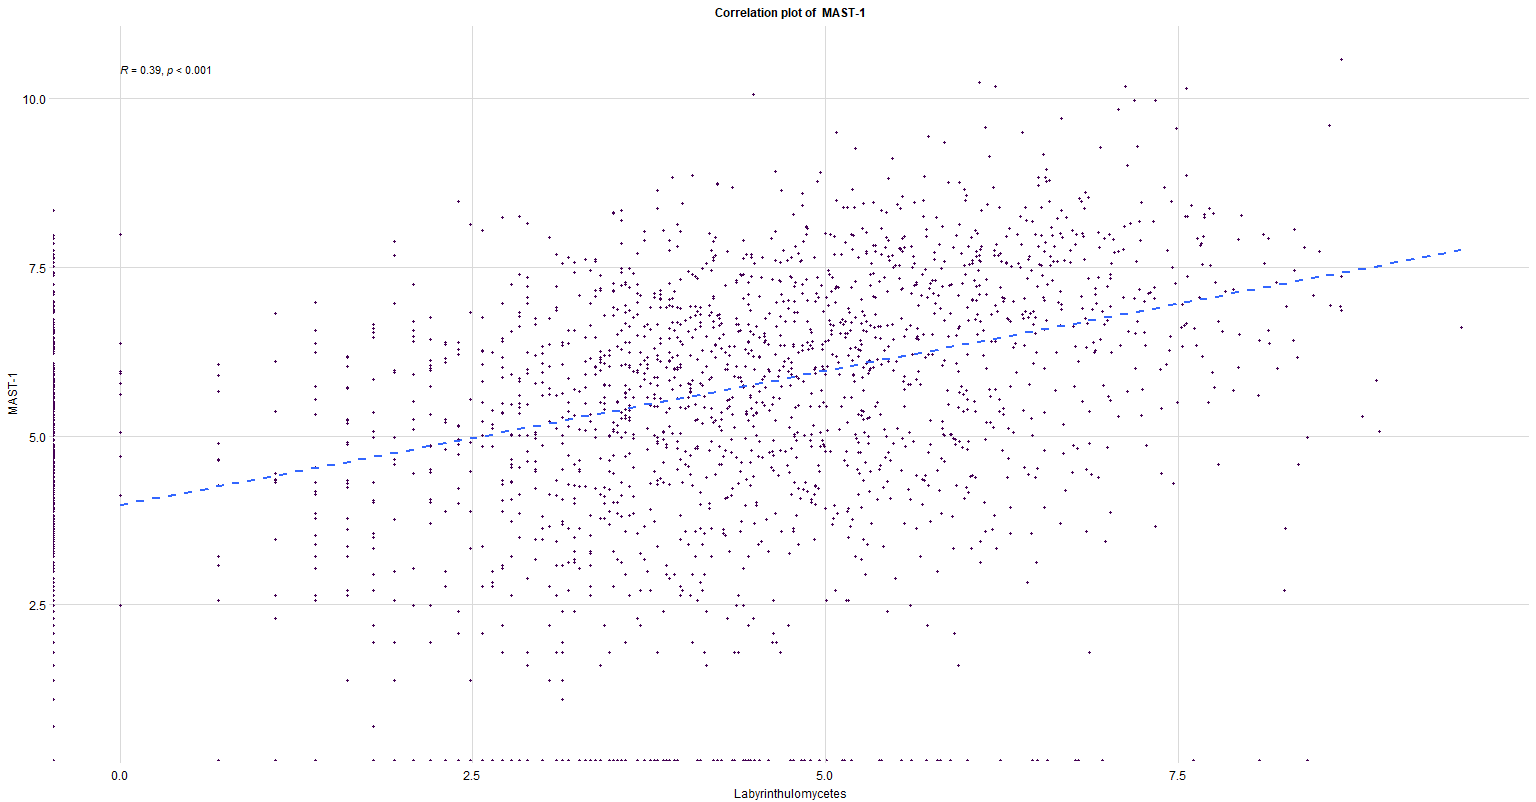 Correlation plot of MAST-1
R = 0.39, p < 0.001
10.0
7.5
5.0
2.5
MAST-1
0.0 2.5 5.0 7.5
Labyrinthulomycetes